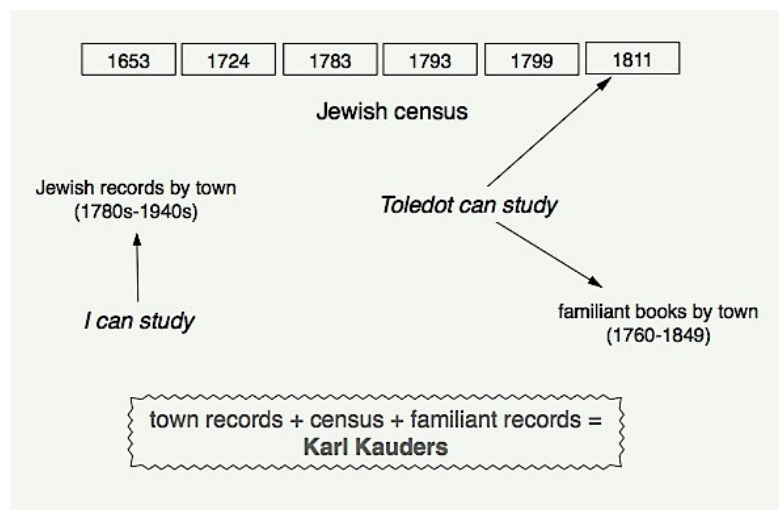 1653 1724 1783 1793 1799 1811
Jewish census
Jewish records by town
(1780s-1940s)
Toledot can study
I can study
familiant books by town
(1760-1849)
town records + census + familiant records =
Karl Kauders